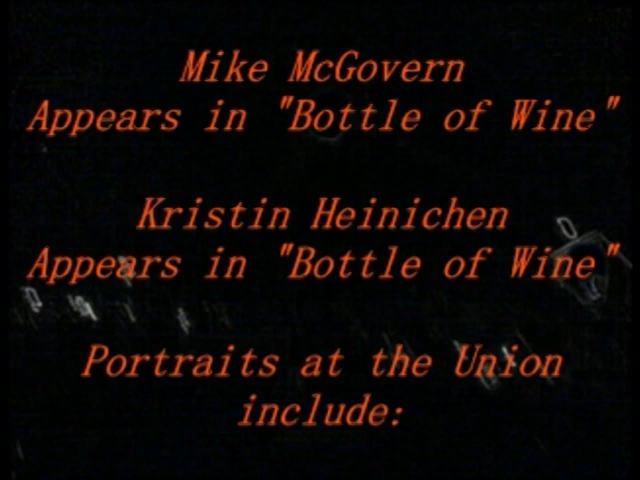 Mike McGovern
Appears in "Bottle of Wine"
Kristin Heinichen
Appears in "Bottle of Wine"
Portraits at the Union
include: